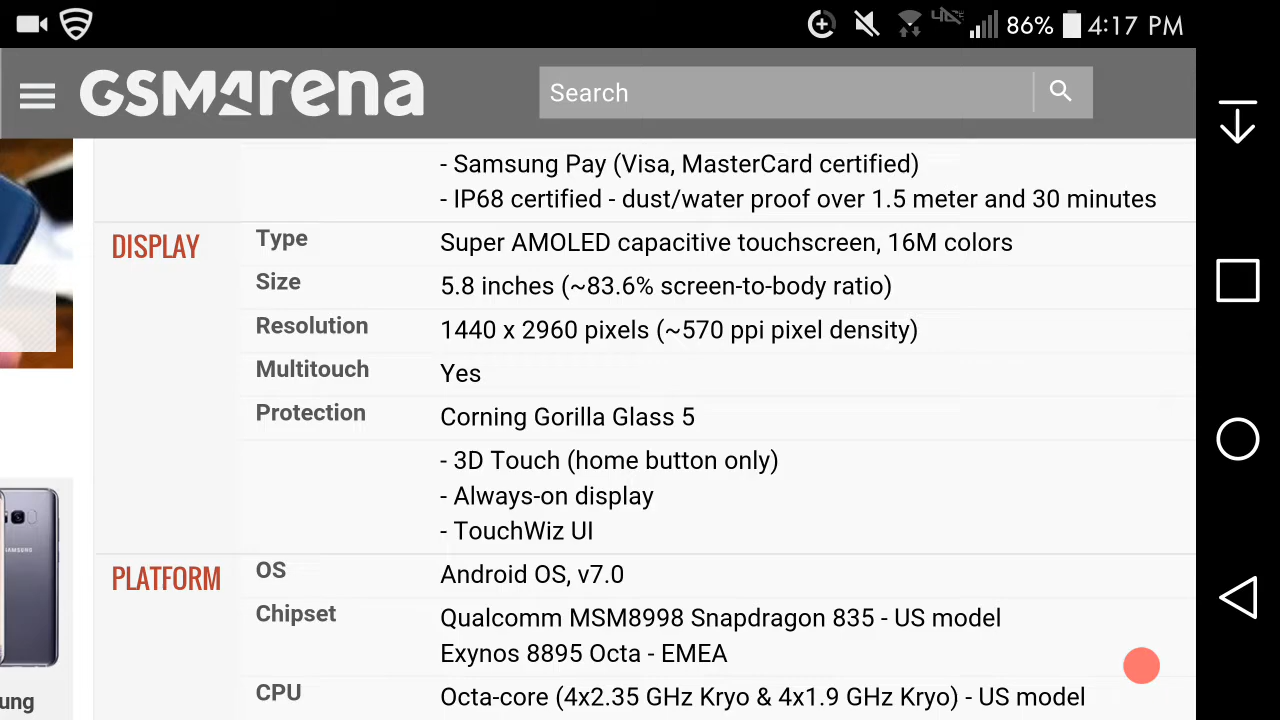 86% 4:17 PM
GSMArena
Search
- Samsung Pay (Visa, MasterCard certified)
- IP68 certified - dust/water proof over 1.5 meter and 30 minutes
DISPLAY
Type Super AMOLED capacitive touchscreen, 16M colors
Size 5.8 inches (~83.6% screen-to-body ratio)
Resolution 1440 x 2960 pixels (~570 ppi pixel density)
Multitouch Yes
Protection Corning Gorilla Glass 5
- 3D Touch (home button only)
- Always-on display
- TouchWiz UI
PLATFORM
OS Android OS, v7.0
Chipset Qualcomm MSM8998 Snapdragon 835 - US model
Exynos 8895 Octa - EMEA
CPU Octa-core (4x2.35 GHz Kryo & 4x1.9 GHz Kryo) - US model
SAMSUNG
ung